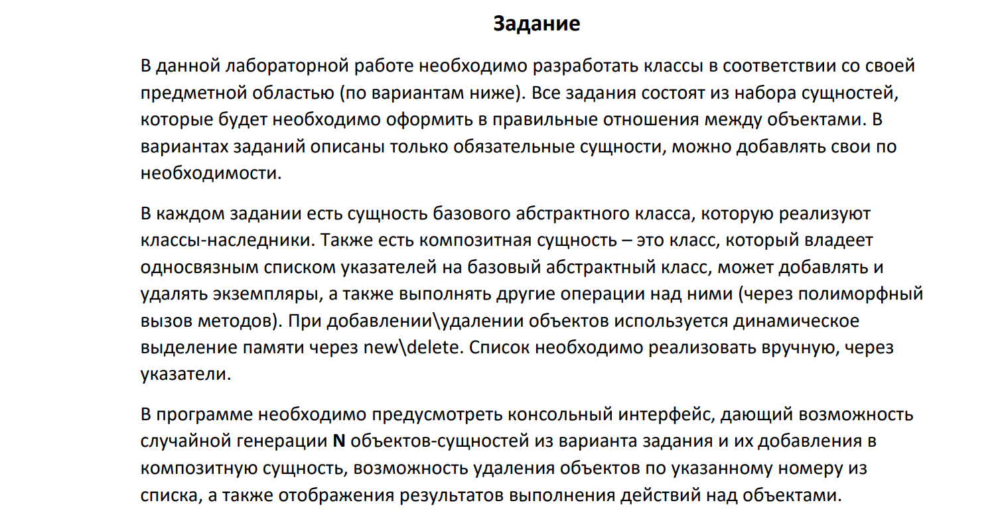 Задание
В данной лабораторной работе необходимо разработать классы в соответствии со своей
предметной областью (по вариантам ниже). Все задания состоят из набора сущностей,
которые будет необходимо оформить в правильные отношения между объектами. В
вариантах заданий описаны только обязательные сущности, можно добавлять свои по
необходимости.
В каждом задании есть сущность базового абстрактного класса, которую реализуют
классы-наследники. Также есть композитная сущность – это класс, который владеет
односвязным списком указателей на базовый абстрактный класс, может добавлять и
удалять экземпляры, а также выполнять другие операции над ними (через полиморфный
вызов методов). При добавлении\удалении объектов используется динамическое
выделение памяти через new\delete. Список необходимо реализовать вручную, через
указатели.
В программе необходимо предусмотреть консольный интерфейс, дающий возможность
случайной генерации N объектов-сущностей из варианта задания и их добавления в
композитную сущность, возможность удаления объектов по указанному номеру из
списка, а также отображения результатов выполнения действий над объектами.